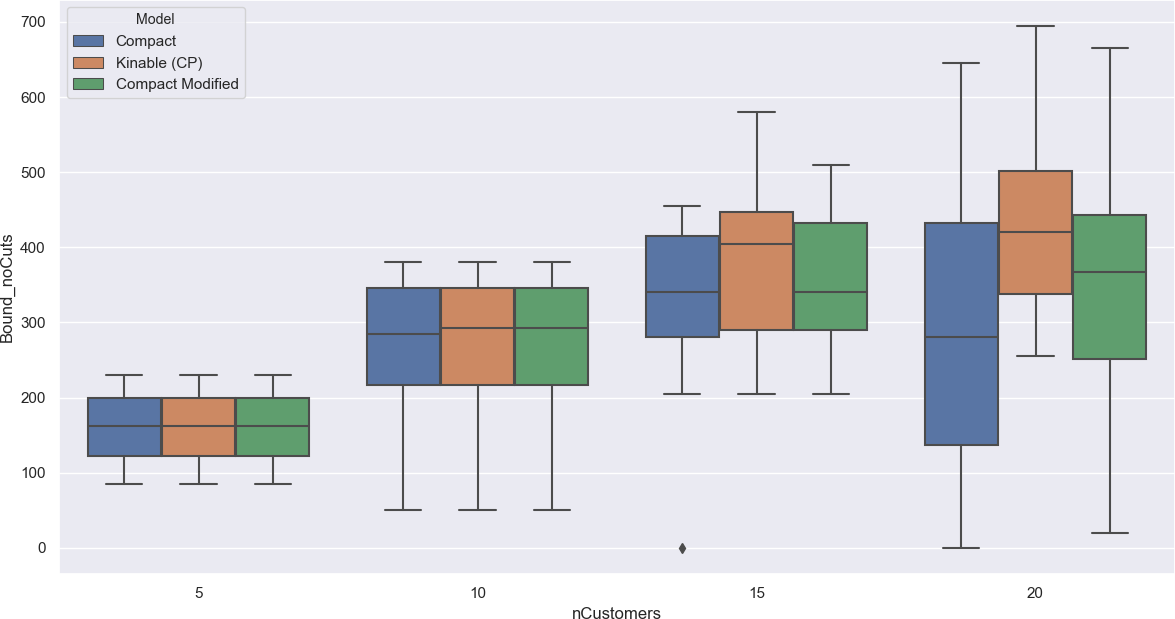 Model
Compact
Kinable (CP)
Compact Modified
700
600
500
400
300
200
100
0
Bound_noCuts
5 10 15 20
nCustomers